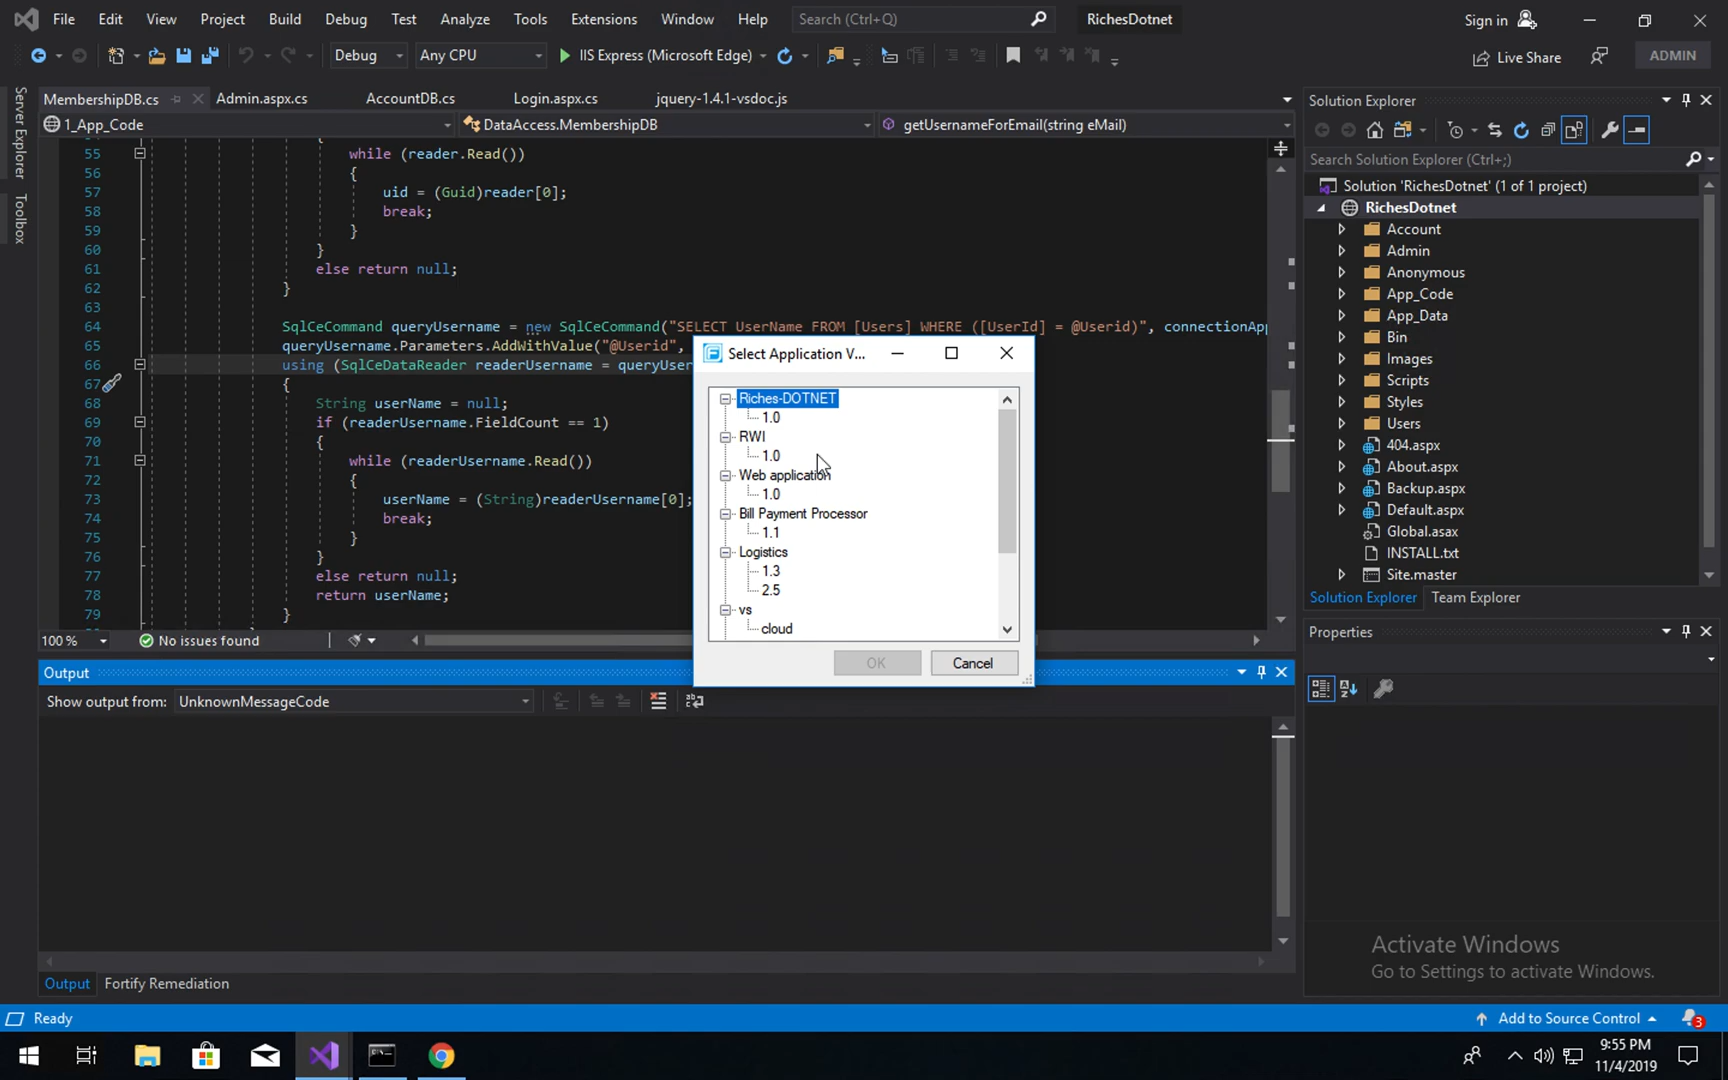 File Edit View Project Build Debug Test Analyze Tools Extensions Window Help Search (Ctrl+Q) RichesDotnet Sign in
Debug Any CPU IIS Express (Microsoft Edge) Live Share ADMIN
Server Explorer
Toolbox
MembershipDB.cs Admin.aspx.cs AccountDB.cs Login.aspx.cs jquery-1.4.1-vsdoc.js
1_App_Code DataAccess.MembershipDB getUsernameForEmail(string eMail)
55 while (reader.Read())
56 {
57 uid = (Guid)reader[0];
58 break;
59 }
60 }
61 else return null;
62 }
63
64 SqlCeCommand queryUsername = new SqlCeCommand("SELECT UserName FROM [Users] WHERE ([UserId] = @Userid)", connectionApp
65 queryUsername.Parameters.AddWithValue("@Userid",
66 using (SqlCeDataReader readerUsername = queryUser
67 {
68 String userName = null;
69 if (readerUsername.FieldCount == 1)
70 {
71 while (readerUsername.Read())
72 {
73 userName = (String)readerUsername[0];
74 break;
75 }
76 }
77 else return null;
78 return userName;
79 }
100 % No issues found
Select Application V...
Riches-DOTNET
1.0
RWI
1.0
Web application
1.0
Bill Payment Processor
1.1
Logistics
1.3
2.5
vs
cloud
OK Cancel
Output
Show output from: UnknownMessageCode
Output Fortify Remediation
Solution Explorer
Search Solution Explorer (Ctrl+;)
Solution 'RichesDotnet' (1 of 1 project)
RichesDotnet
Account
Admin
Anonymous
App_Code
App_Data
Bin
Images
Scripts
Styles
Users
404.aspx
About.aspx
Backup.aspx
Default.aspx
Global.asax
INSTALL.txt
Site.master
Solution Explorer Team Explorer
Properties
Activate Windows
Go to Settings to activate Windows.
Ready Add to Source Control 3
9:55 PM
11/4/2019